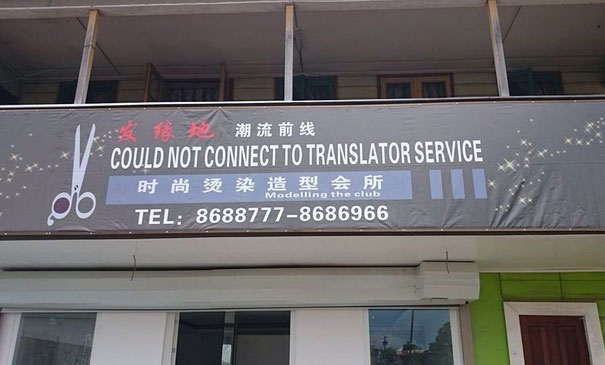 发缘地 潮流前线
COULD NOT CONNECT TO TRANSLATOR SERVICE
时尚烫染造型会所
Modelling the club
TEL: 8688777-8686966